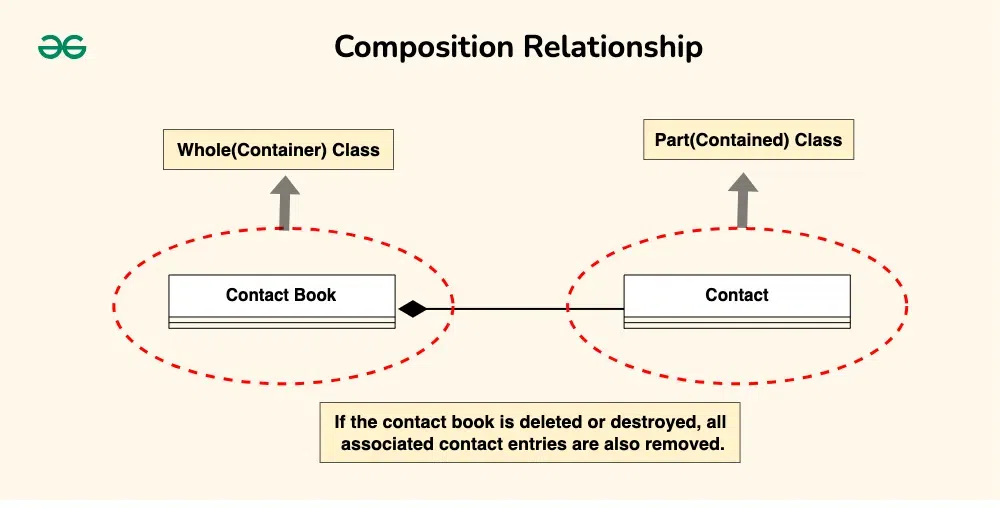 Composition Relationship
Whole(Container) Class
Part(Contained) Class
Contact Book
Contact
If the contact book is deleted or destroyed, all
associated contact entries are also removed.